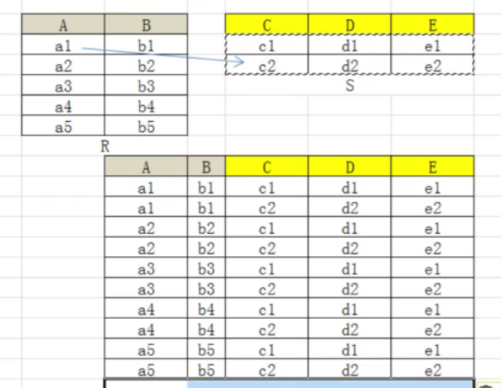 A B C D E
a1 b1 c1 d1 e1
a2 b2 c2 d2 e2
a3 b3 S
a4 b4
a5 b5
R
A B C D E
a1 b1 c1 d1 e1
a1 b1 c2 d2 e2
a2 b2 c1 d1 e1
a2 b2 c2 d2 e2
a3 b3 c1 d1 e1
a3 b3 c2 d2 e2
a4 b4 c1 d1 e1
a4 b4 c2 d2 e2
a5 b5 c1 d1 e1
a5 b5 c2 d2 e2